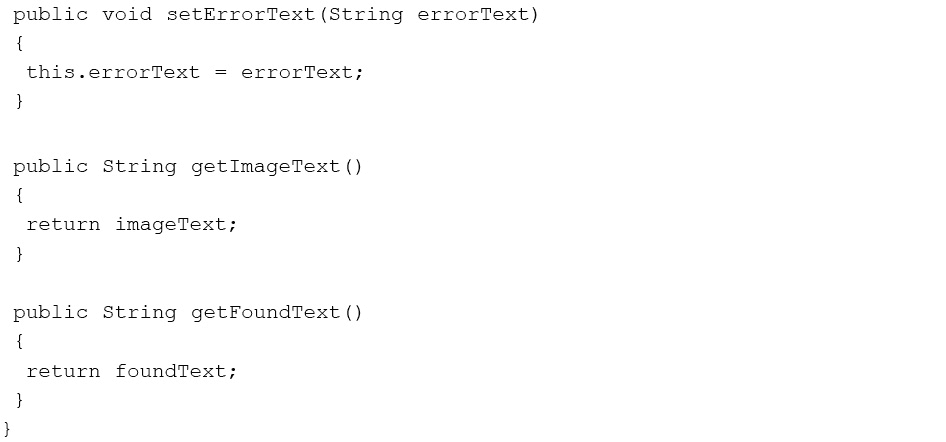 public void setErrorText(String errorText)
{
this.errorText = errorText;
}
public String getImageText()
{
return imageText;
}
public String getFoundText()
{
return foundText;
}
}